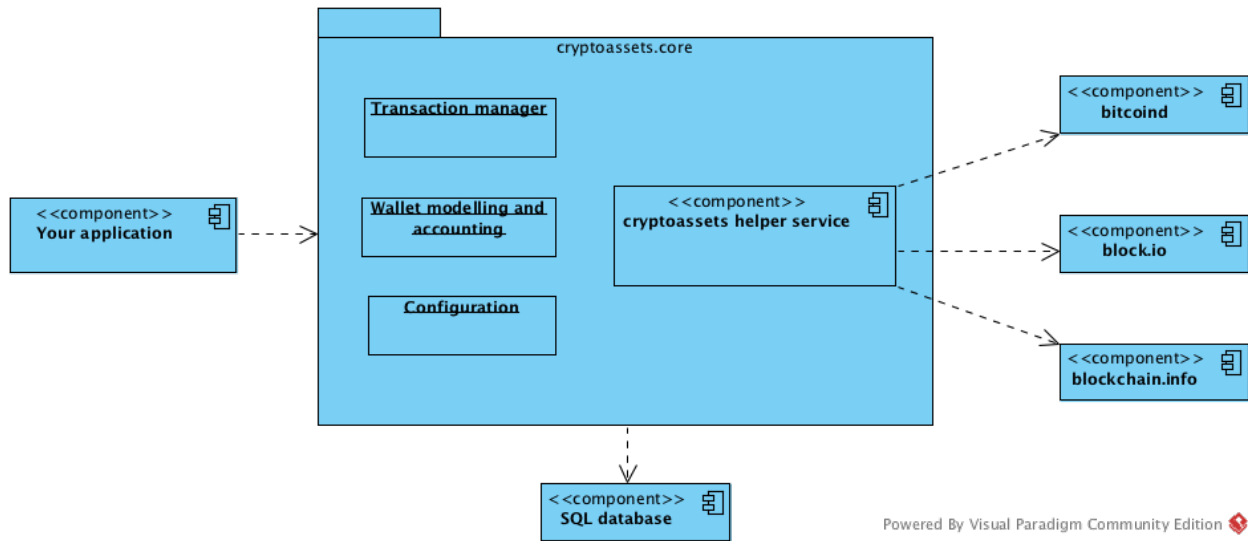 cryptoassets.core
Transaction manager
Wallet modelling and
accounting
Configuration
<<component>>
cryptoassets helper service
<<component>>
Your application
<<component>>
bitcoind
<<component>>
block.io
<<component>>
blockchain.info
<<component>>
SQL database
Powered By Visual Paradigm Community Edition